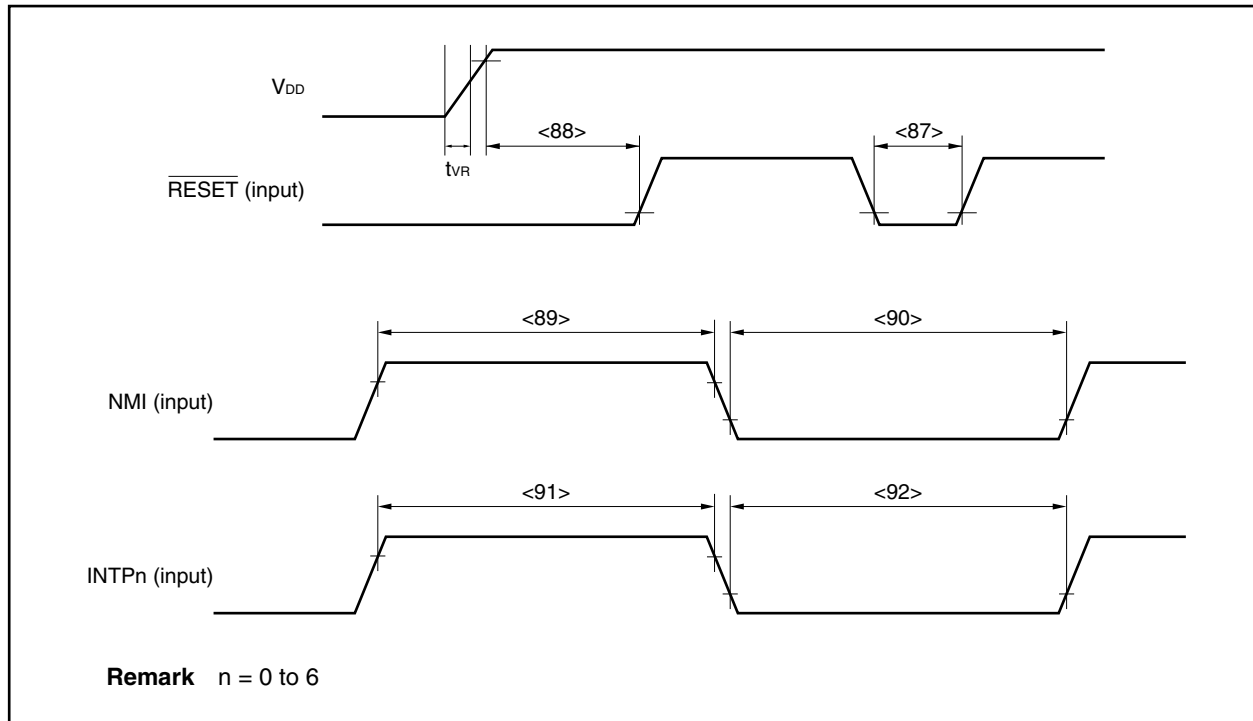 VDD
<88>
<87>
tVR
RESET (input)
<89>
<90>
NMI (input)
<91>
<92>
INTPn (input)
Remark n = 0 to 6